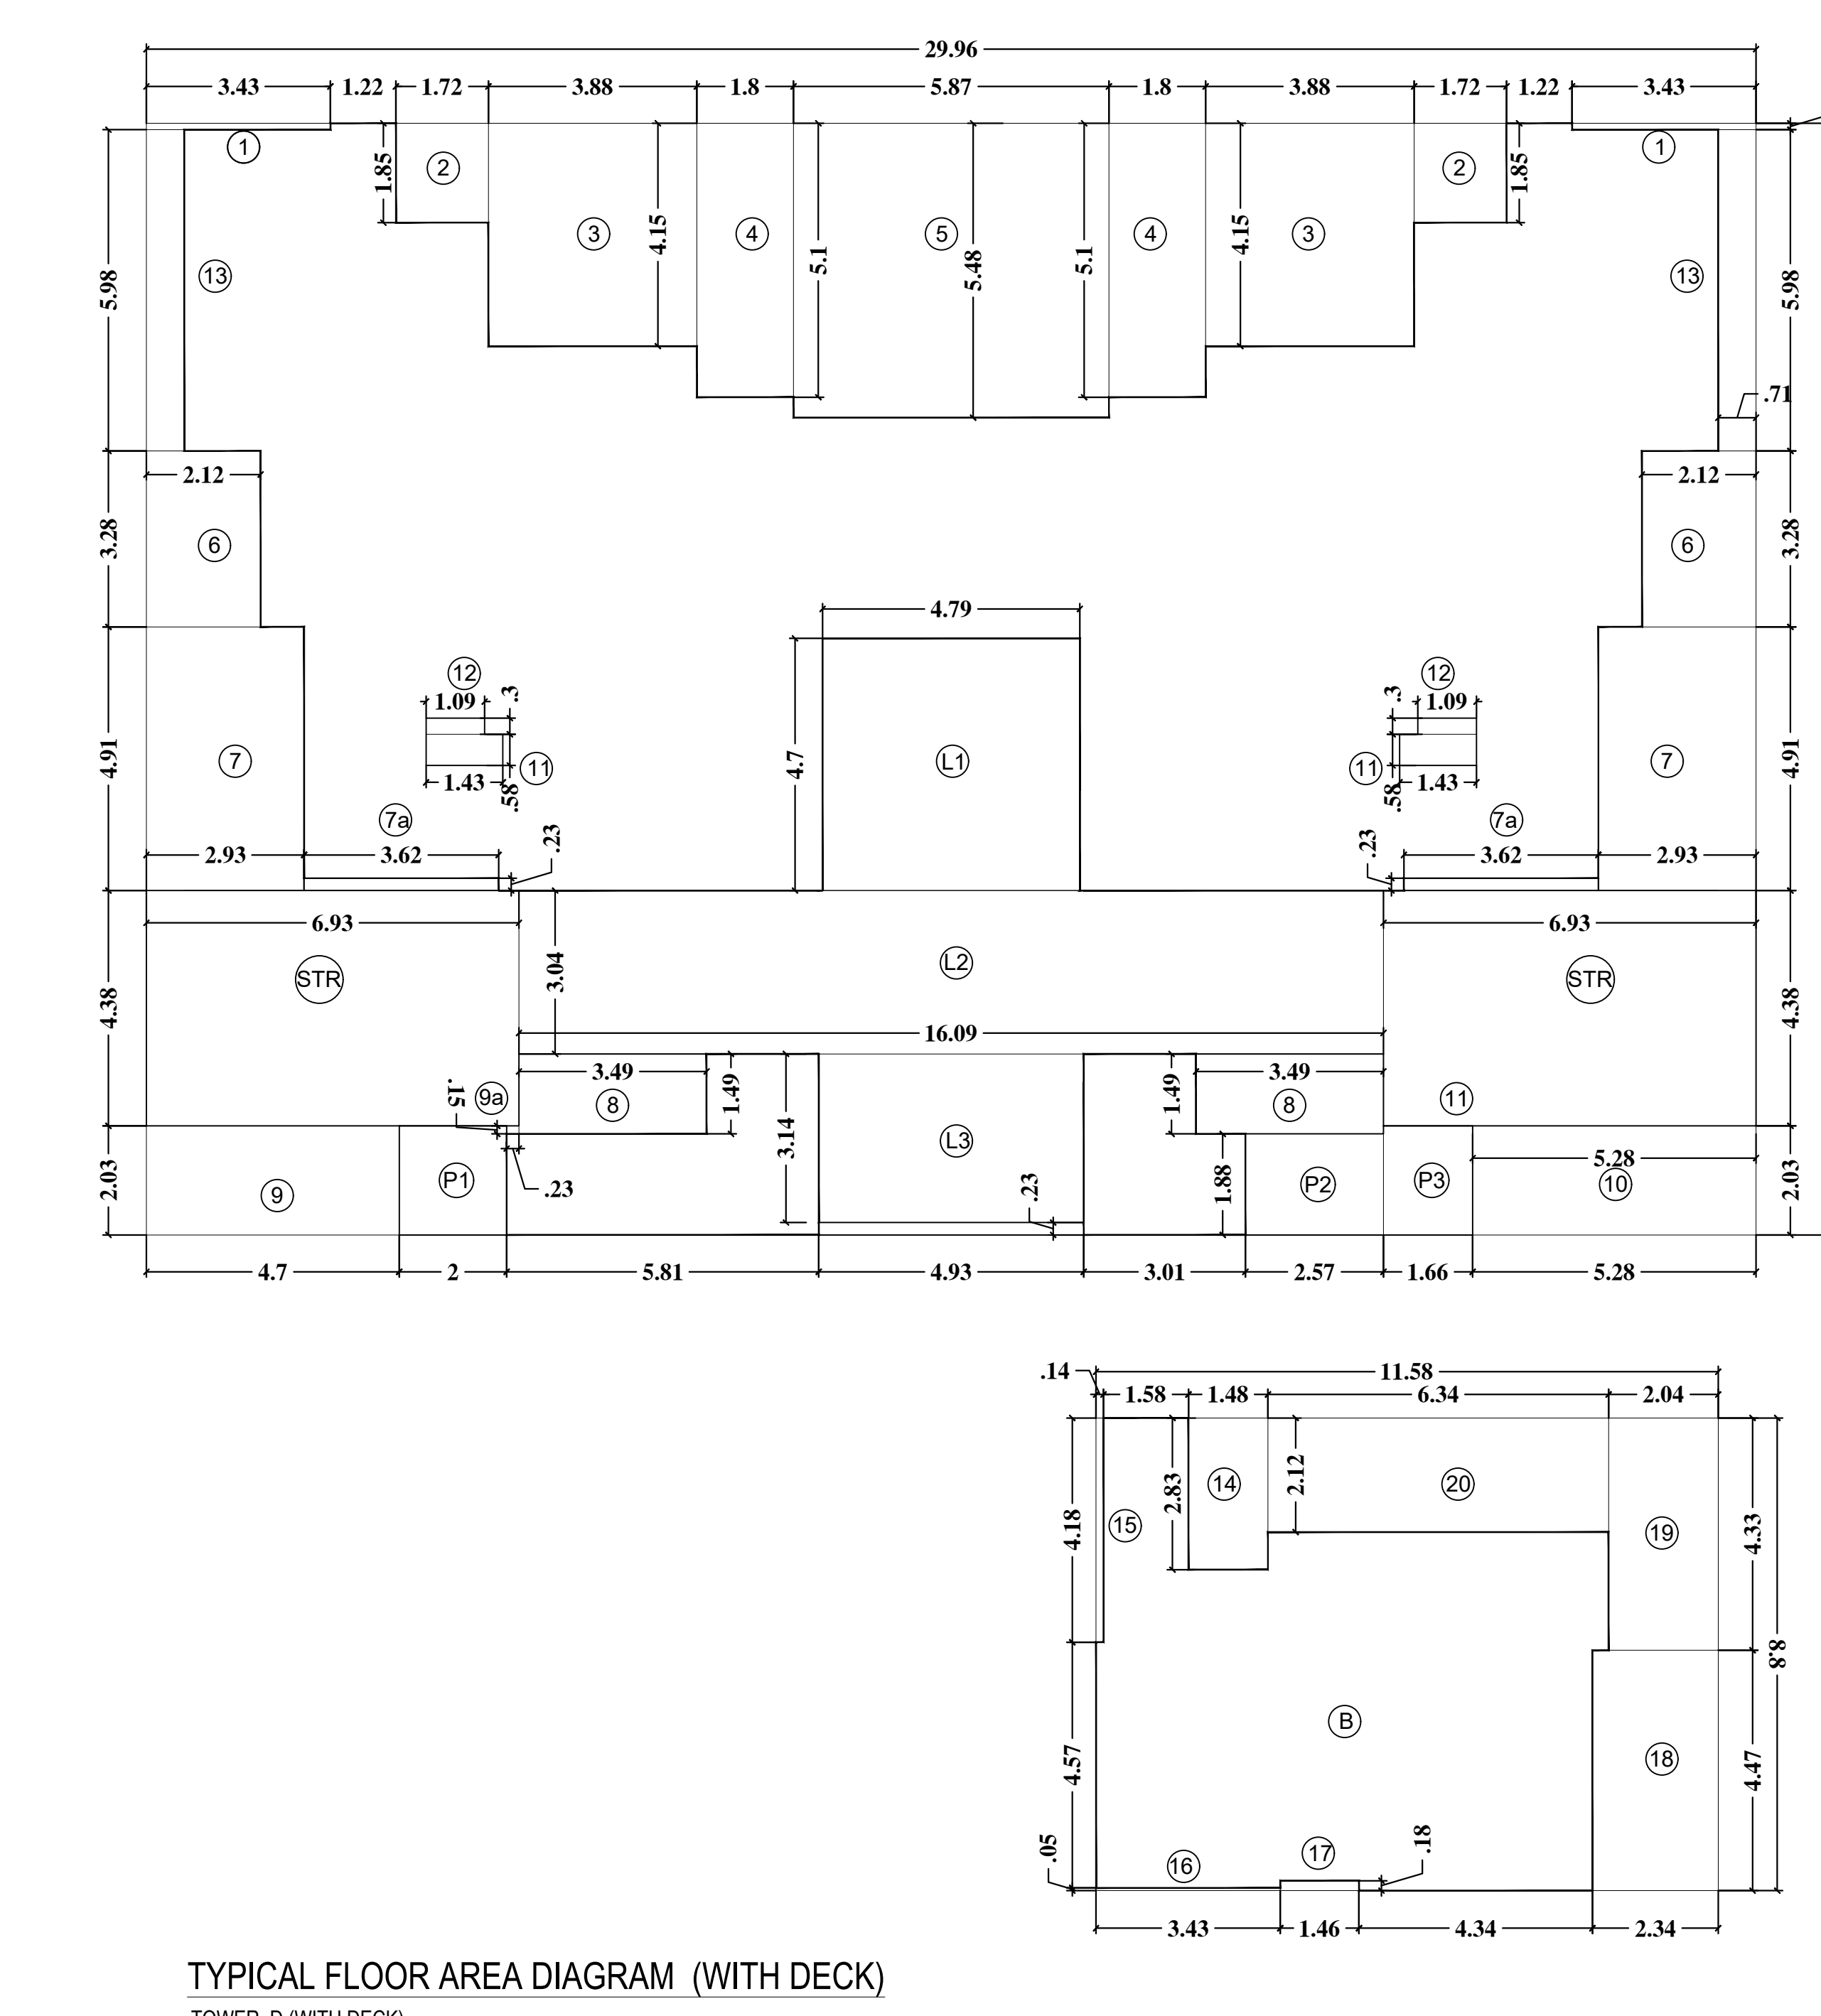 29.96
3.43 1.22 1.72 3.88 1.8 5.87 1.8 3.88 1.72 1.22 3.43
1 1
1.85 2 2 1.85
3 4 5 4 3
4.15 5.1 5.48 5.1 4.15
13 13
5.98 5.98
.71
2.12 2.12
3.28 6 6 3.28
4.79
12 12
1.09 .3 .3 1.09
4.91 7 4.7 L1 7 4.91
11 11
1.43 .58 .58 1.43
7a 7a
.23 .23
2.93 3.62 3.62 2.93
6.93 6.93
STR 3.04 L2 STR
4.38 4.38
16.09
3.49 3.49
.15 9a 8 1.49 1.49 8 11
3.14 L3
2.03 9 P1 .23 .23 1.88 P2 P3 5.28 10 2.03
4.7 2 5.81 4.93 3.01 2.57 1.66 5.28
11.58
.14 1.58 1.48 6.34 2.04
4.18 15 2.83 14 2.12 20 19 4.33
8.8
B
4.57 18 4.47
.05 16 17 .18
3.43 1.46 4.34 2.34
TYPICAL FLOOR AREA DIAGRAM (WITH DECK)
TOWER D (WITH DECK)